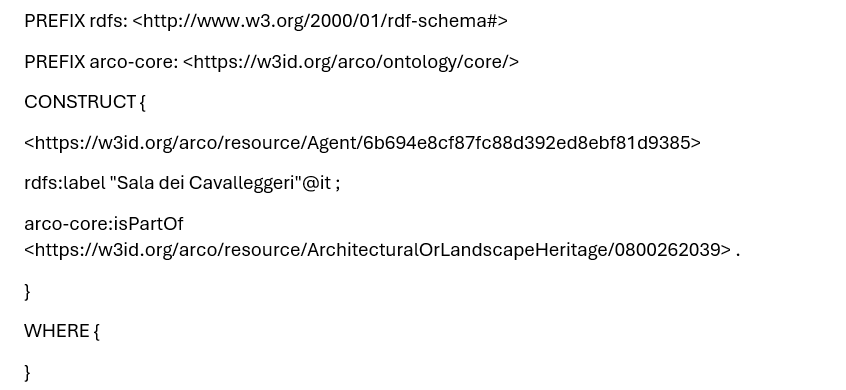 PREFIX rdfs: <http://www.w3.org/2000/01/rdf-schema#>
PREFIX arco-core: <https://w3id.org/arco/ontology/core/>
CONSTRUCT {
<https://w3id.org/arco/resource/Agent/6b694e8cf87fc88d392ed8ebf81d9385>
rdfs:label "Sala dei Cavalleggeri"@it ;
arco-core:isPartOf
<https://w3id.org/arco/resource/ArchitecturalOrLandscapeHeritage/0800262039> .
}
WHERE {
}